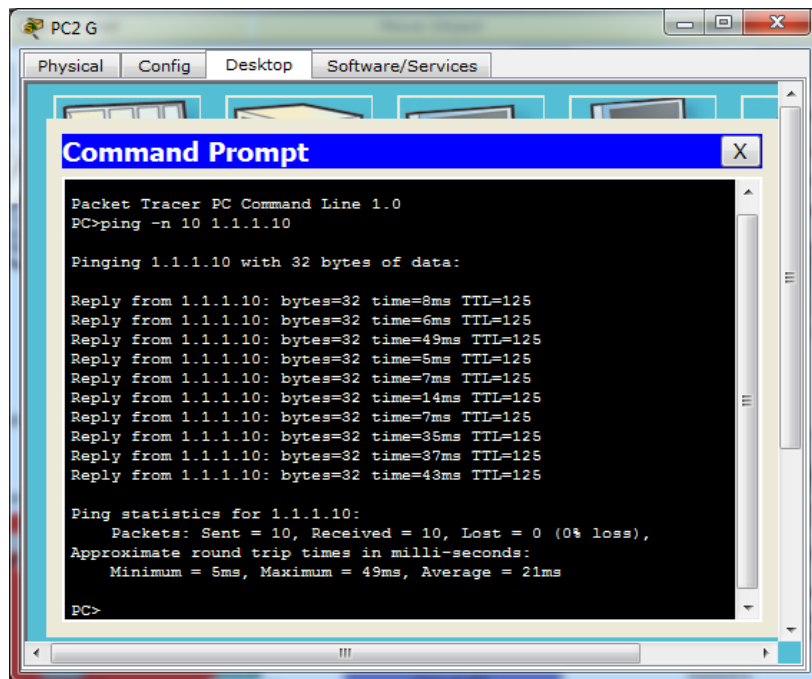 PC2 G
Physical Config Desktop Software/Services
Command Prompt X
Packet Tracer PC Command Line 1.0
PC>ping -n 10 1.1.1.10
Pinging 1.1.1.10 with 32 bytes of data:
Reply from 1.1.1.10: bytes=32 time=8ms TTL=125
Reply from 1.1.1.10: bytes=32 time=6ms TTL=125
Reply from 1.1.1.10: bytes=32 time=49ms TTL=125
Reply from 1.1.1.10: bytes=32 time=5ms TTL=125
Reply from 1.1.1.10: bytes=32 time=7ms TTL=125
Reply from 1.1.1.10: bytes=32 time=14ms TTL=125
Reply from 1.1.1.10: bytes=32 time=7ms TTL=125
Reply from 1.1.1.10: bytes=32 time=35ms TTL=125
Reply from 1.1.1.10: bytes=32 time=37ms TTL=125
Reply from 1.1.1.10: bytes=32 time=43ms TTL=125
Ping statistics for 1.1.1.10:
Packets: Sent = 10, Received = 10, Lost = 0 (0% loss),
Approximate round trip times in milli-seconds:
Minimum = 5ms, Maximum = 49ms, Average = 21ms
PC>